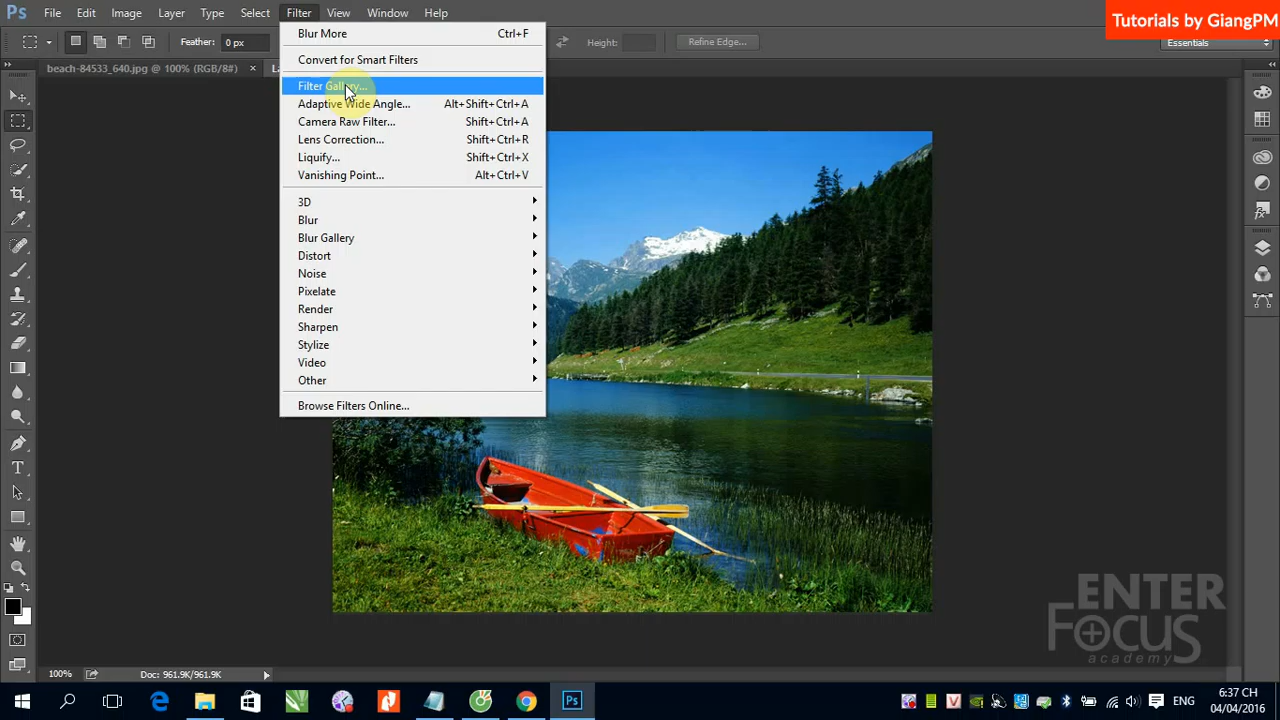 Ps File Edit Image Layer Type Select Filter View Window Help
Tutorials by GiangPM
Feather: 0 px
Height:
Refine Edge...
Essentials
beach-84533_640.jpg @ 100% (RGB/8#) ×
Blur More Ctrl+F
Convert for Smart Filters
Filter Gallery...
Adaptive Wide Angle... Alt+Shift+Ctrl+A
Camera Raw Filter... Shift+Ctrl+A
Lens Correction... Shift+Ctrl+R
Liquify... Shift+Ctrl+X
Vanishing Point... Alt+Ctrl+V
3D
Blur
Blur Gallery
Distort
Noise
Pixelate
Render
Sharpen
Stylize
Video
Other
Browse Filters Online...
ENTER
FOCUS
academy
100% Doc: 961.9K/961.9K
Ps
ENG
6:37 CH
04/04/2016